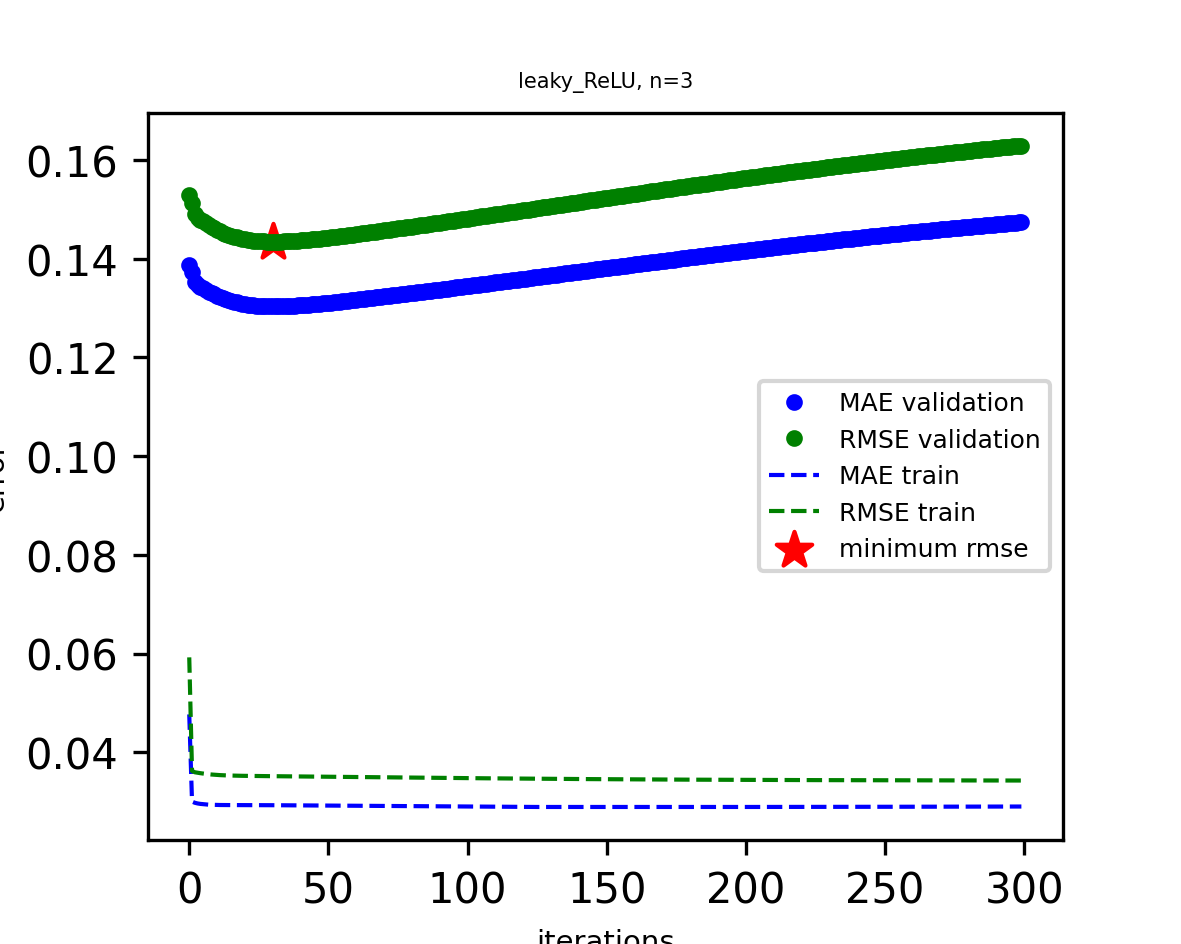 leaky_ReLU, n=3
0.16
0.14
0.12
0.10
0.08
0.06
0.04
MAE validation
RMSE validation
MAE train
RMSE train
minimum rmse
0 50 100 150 200 250 300
iterations